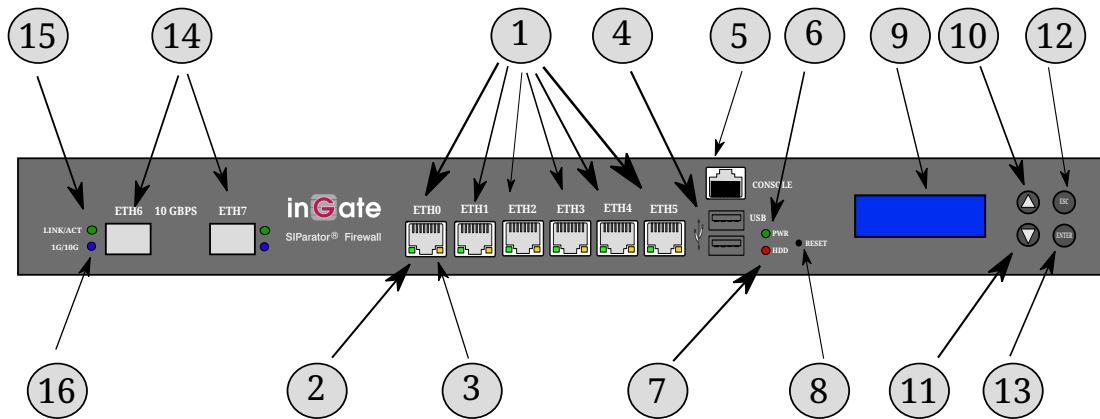 15 14 1 4 5 6 9 10 12
CONSOLE
ETH6 10 GBPS ETH7
inGate
ETH0 ETH1 ETH2 ETH3 ETH4 ETH5
USB
ESC
LINK/ACT
SIParator® Firewall
PWR
1G/10G
HDD
RESET
ENTER
16 2 3 7 8 11 13